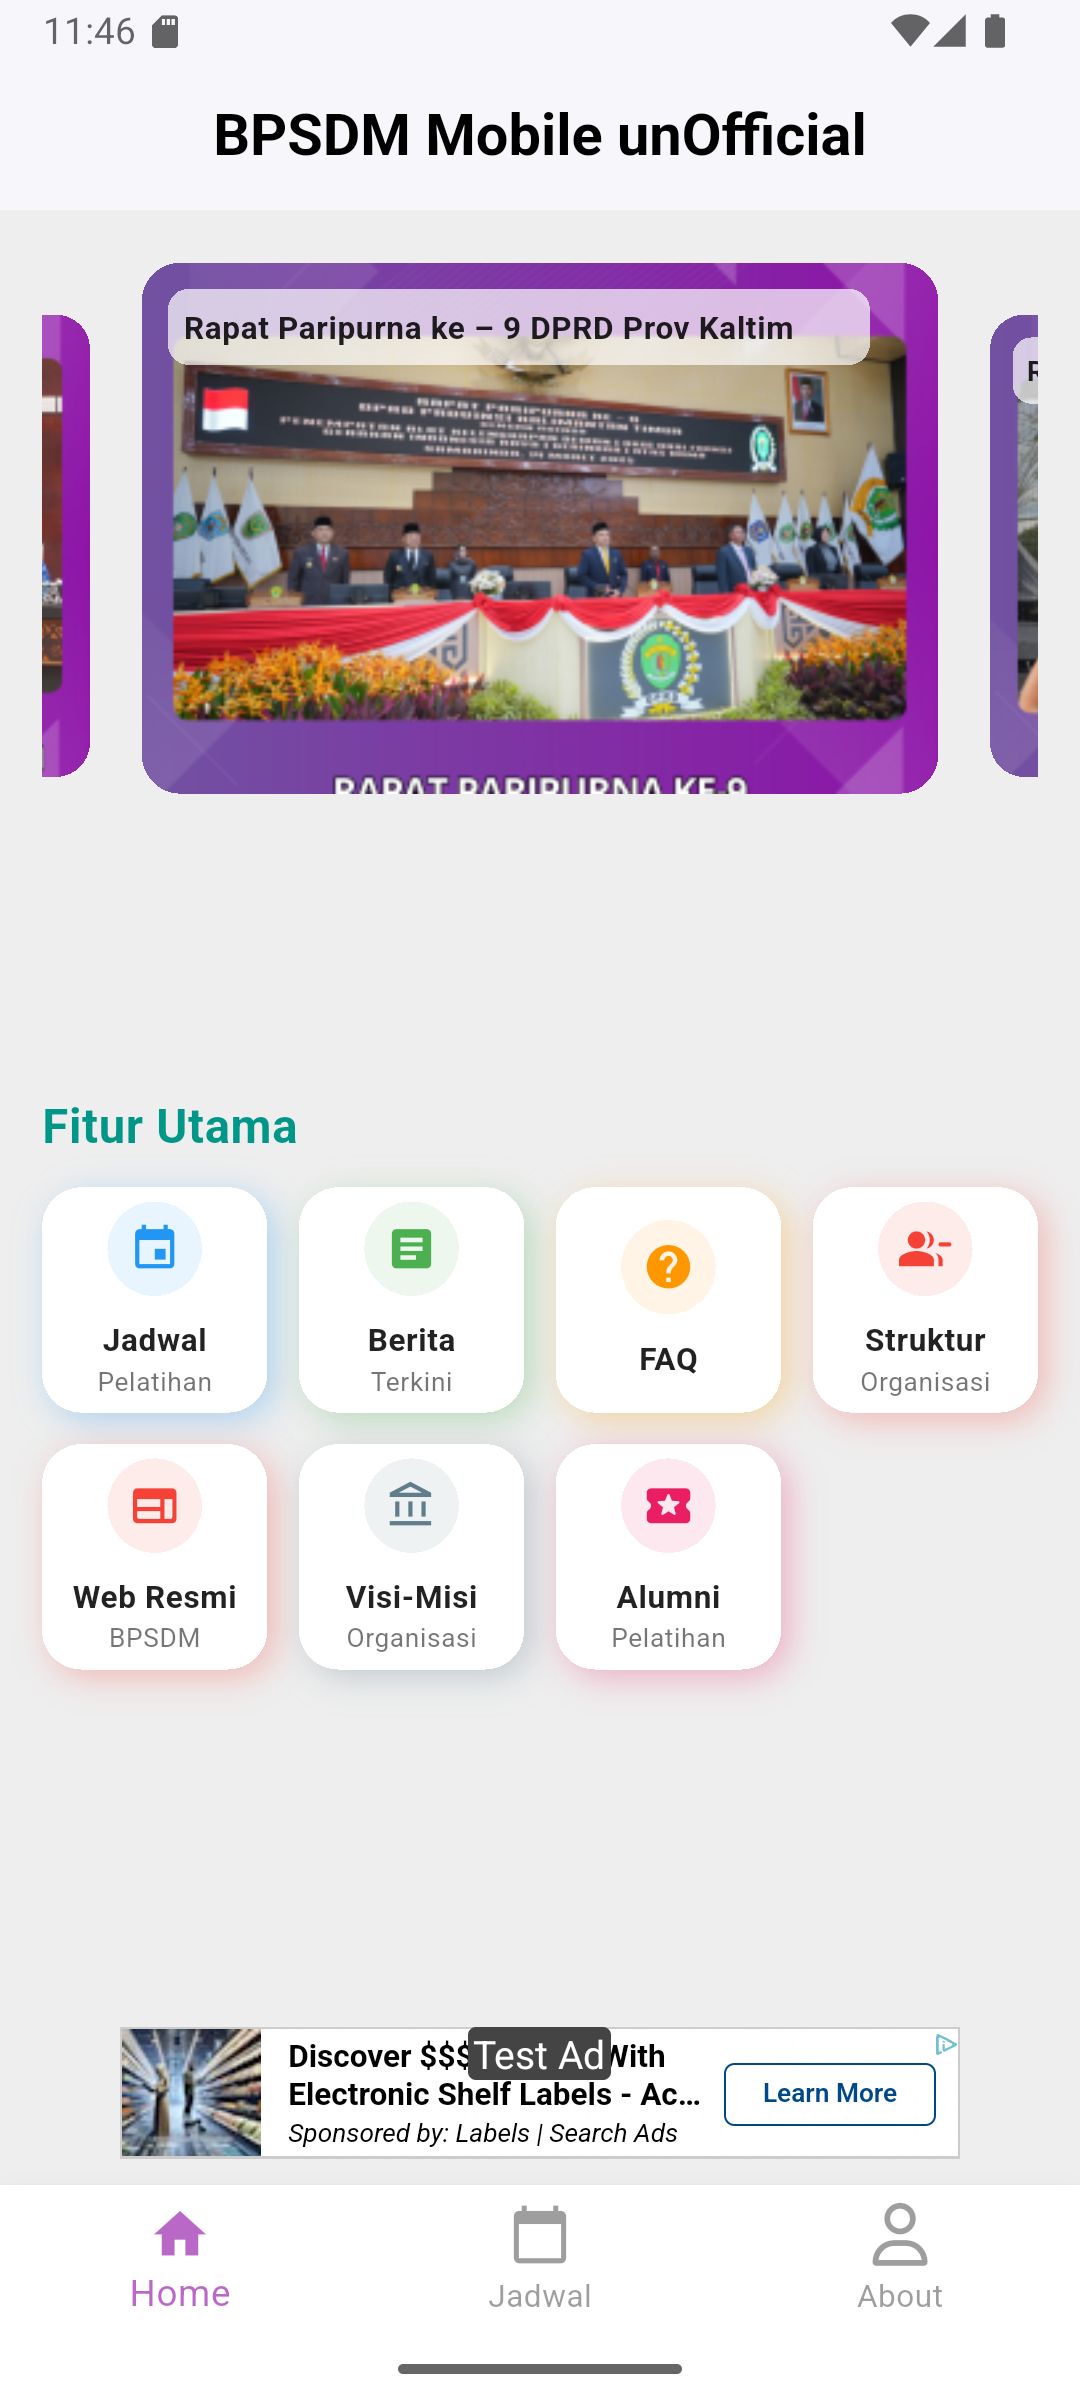 11:46
BPSDM Mobile unOfficial
Rapat Paripurna ke – 9 DPRD Prov Kaltim
R
RAPAT PARIPURNA KE-9
Fitur Utama
Jadwal
Pelatihan
Berita
Terkini
FAQ
Struktur
Organisasi
Web Resmi
BPSDM
Visi-Misi
Organisasi
Alumni
Pelatihan
Test Ad
Discover $$$ With
Electronic Shelf Labels - Ac...
Sponsored by: Labels | Search Ads
Learn More
Home
Jadwal
About